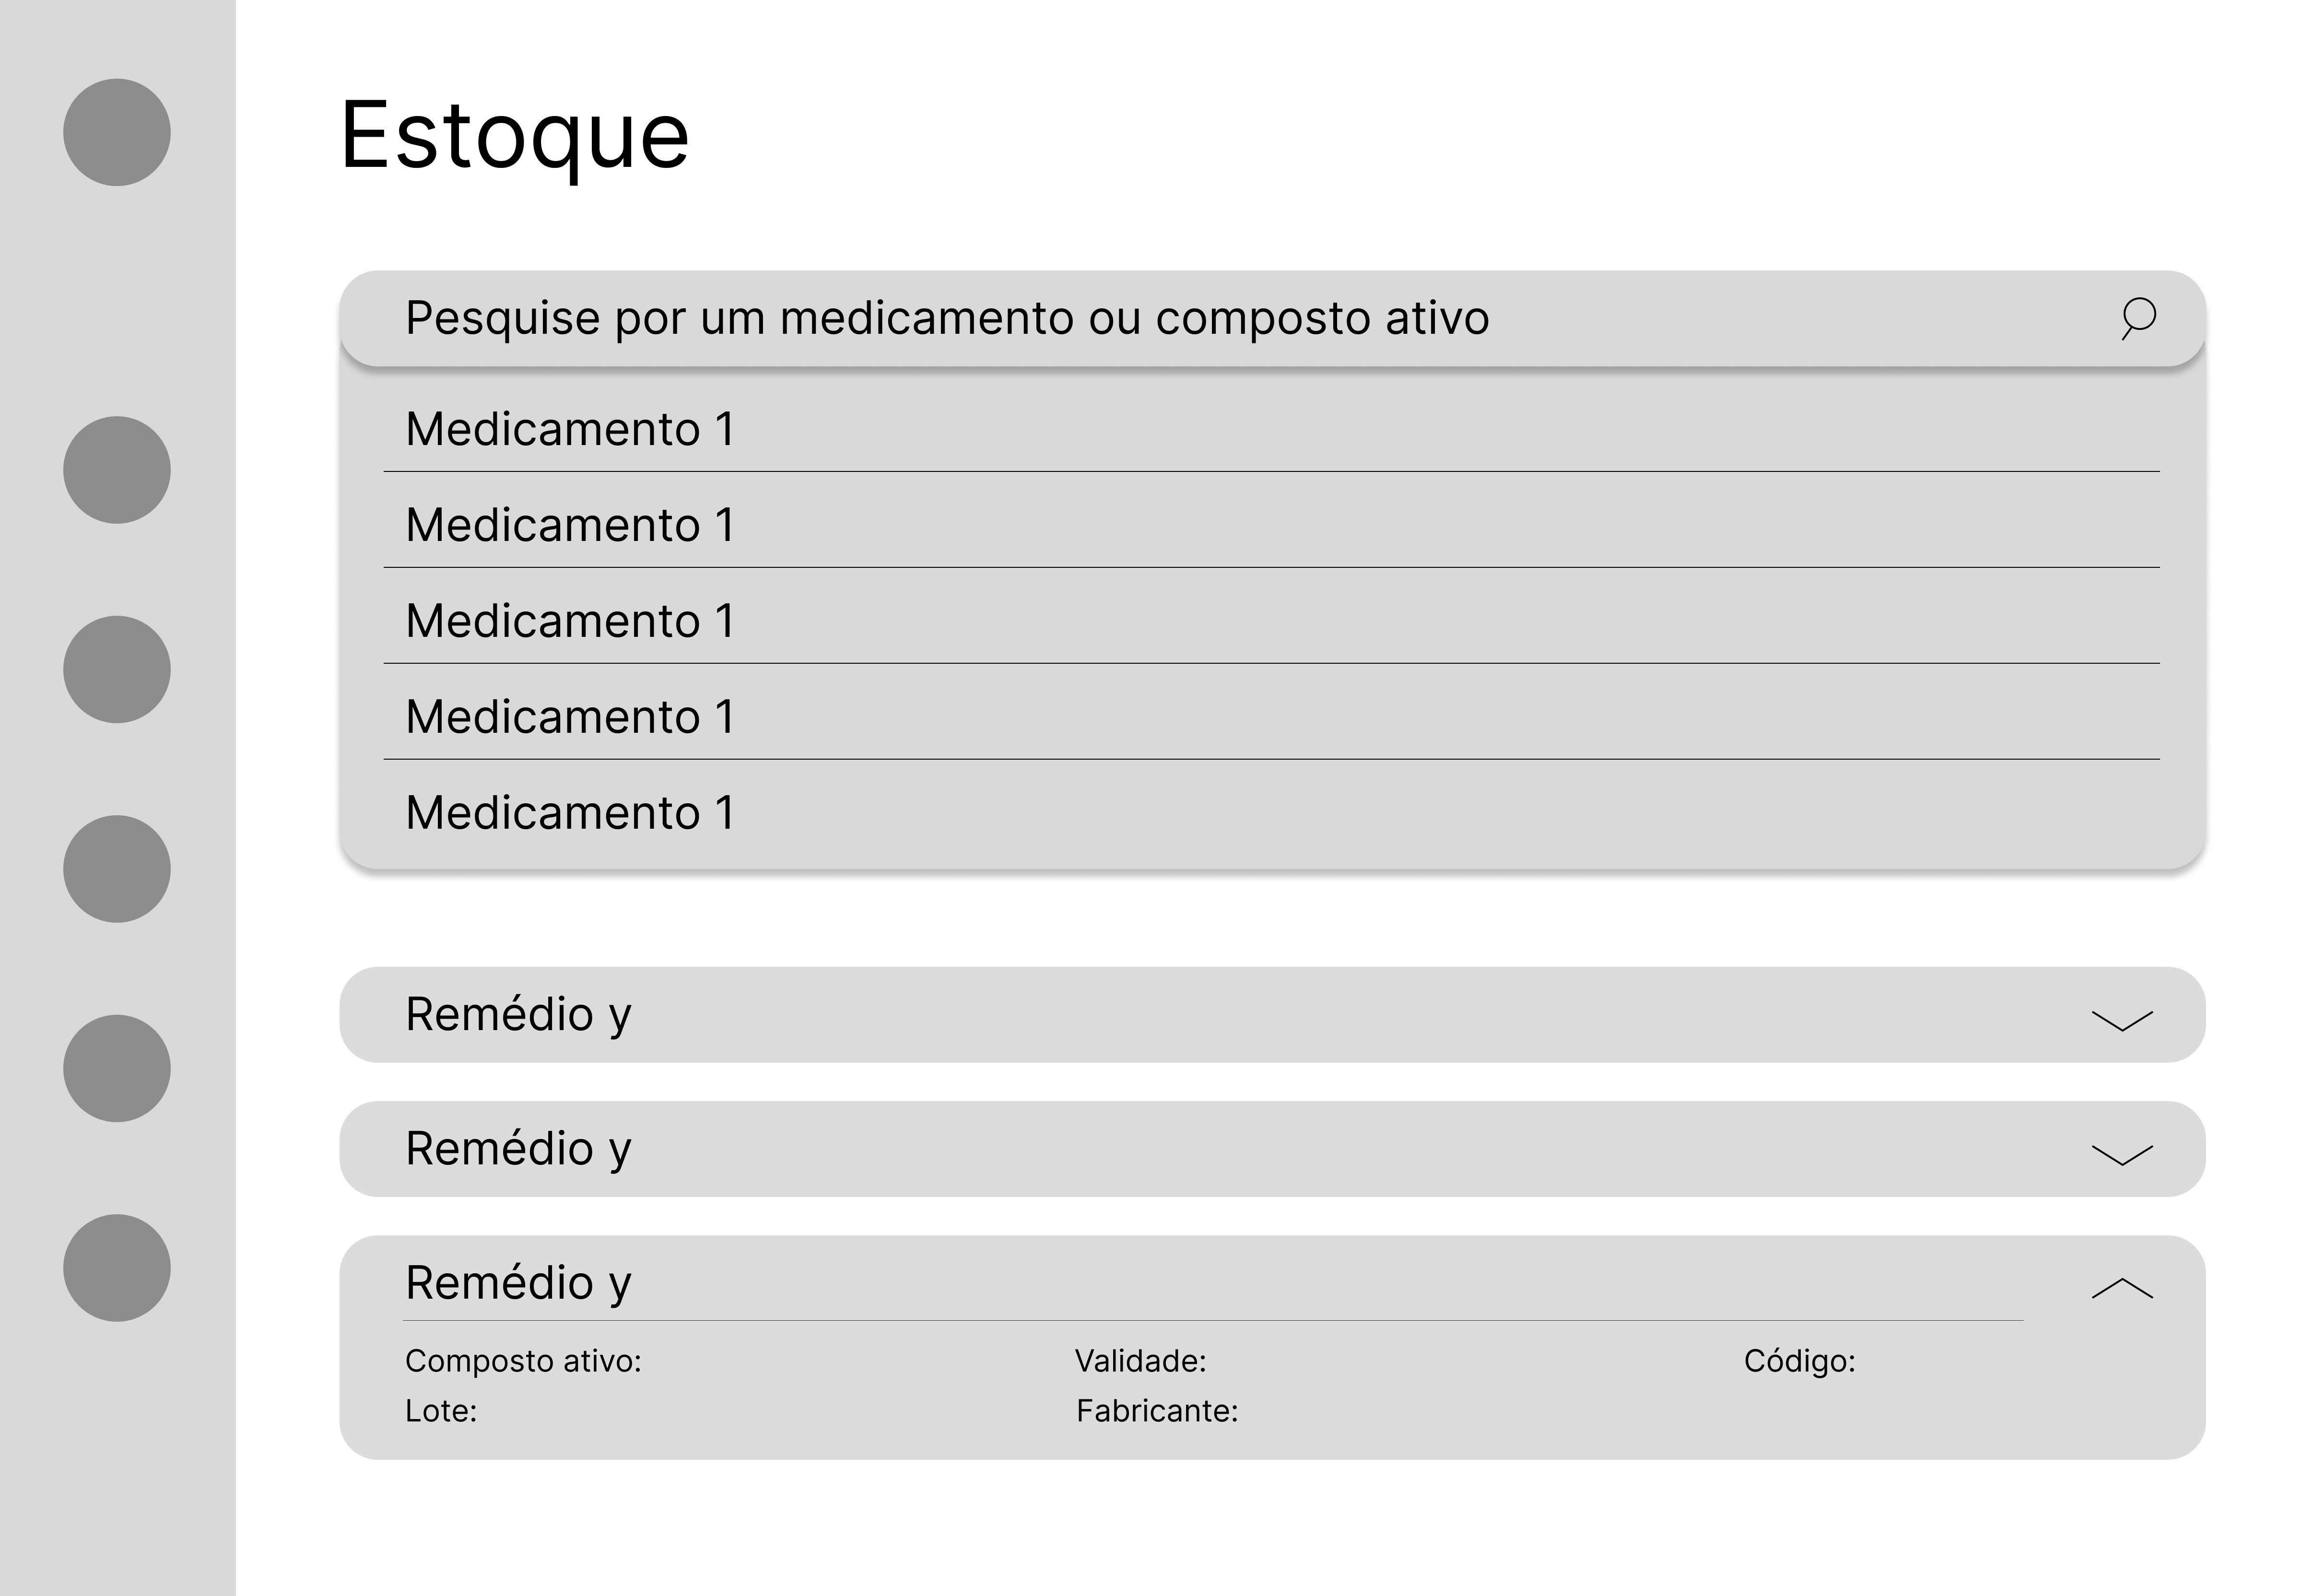 Estoque
Pesquise por um medicamento ou composto ativo
Medicamento 1
Medicamento 1
Medicamento 1
Medicamento 1
Medicamento 1
Remédio y
Remédio y
Remédio y
Composto ativo: Validade: Código:
Lote: Fabricante: